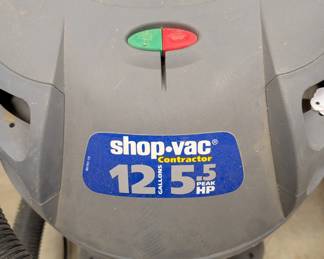 shop·vac®
Contractor
12 GALLONS 5.5 PEAK HP